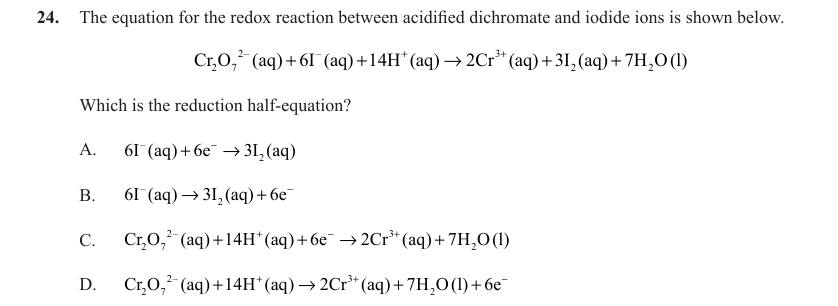 24. The equation for the redox reaction between acidified dichromate and iodide ions is shown below.
Cr₂O₇²⁻(aq) + 6I⁻(aq) + 14H⁺(aq) → 2Cr³⁺(aq) + 3I₂(aq) + 7H₂O(l)
Which is the reduction half-equation?
A. 6I⁻(aq) + 6e⁻ → 3I₂(aq)
B. 6I⁻(aq) → 3I₂(aq) + 6e⁻
C. Cr₂O₇²⁻(aq) + 14H⁺(aq) + 6e⁻ → 2Cr³⁺(aq) + 7H₂O(l)
D. Cr₂O₇²⁻(aq) + 14H⁺(aq) → 2Cr³⁺(aq) + 7H₂O(l) + 6e⁻